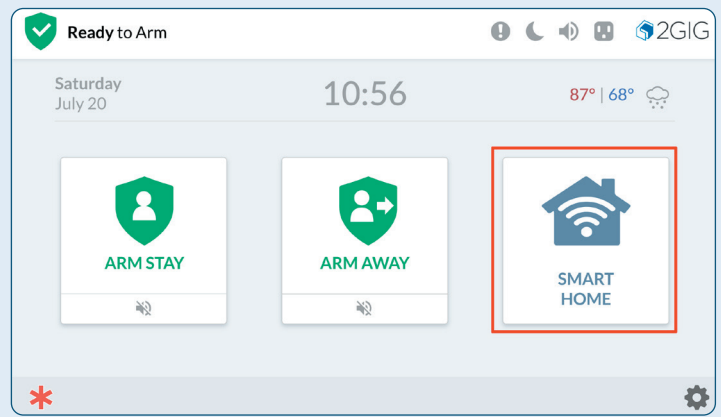 Ready to Arm
2GIG
Saturday
July 20
10:56
87° | 68°
ARM STAY
ARM AWAY
SMART
HOME